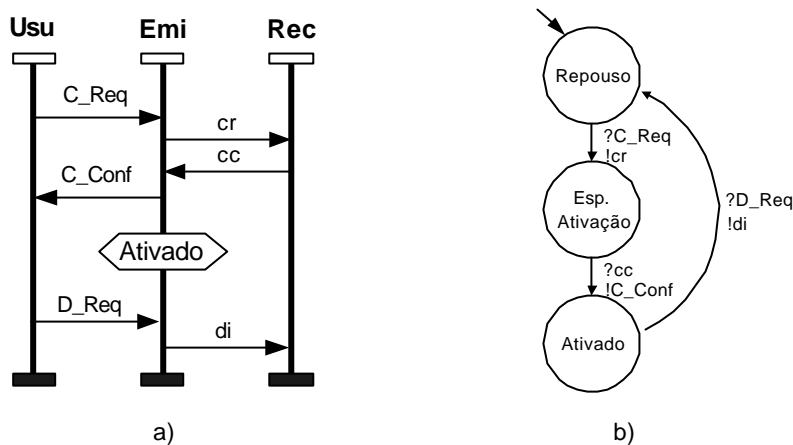 Usu Emi Rec
C_Req
cr
cc
C_Conf
Ativado
D_Req
di
a)
Repouso
?C_Req
!cr
Esp.
Ativação
?D_Req
!di
?cc
!C_Conf
Ativado
b)